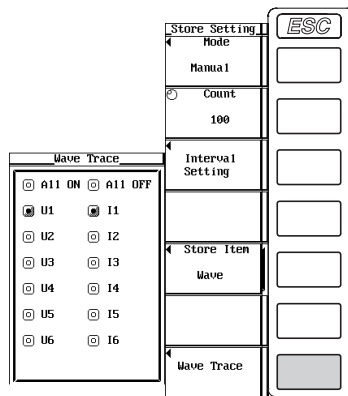 ESC
Store Setting
Mode
Manual
Count
100
Interval
Setting
Store Item
Wave
Wave Trace
Wave Trace
All ON All OFF
U1 I1
U2 I2
U3 I3
U4 I4
U5 I5
U6 I6